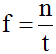 f = n/t